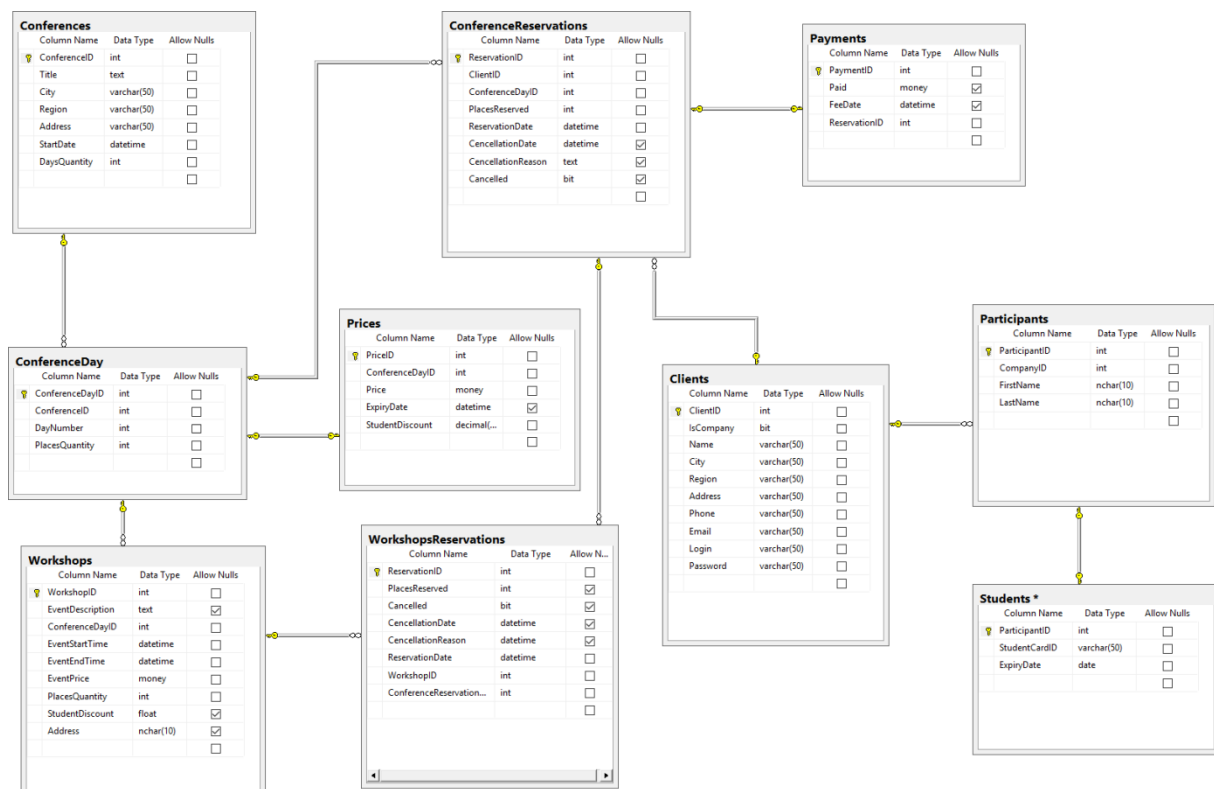 Conferences
Column Name Data Type Allow Nulls
ConferenceID int
Title text
City varchar(50)
Region varchar(50)
Address varchar(50)
StartDate datetime
DaysQuantity int
ConferenceReservations
Column Name Data Type Allow Nulls
ReservationID int
ClientID int
ConferenceDayID int
PlacesReserved int
ReservationDate datetime
CencellationDate datetime
CencellationReason text
Cancelled bit
Payments
Column Name Data Type Allow Nulls
PaymentID int
Paid money
FeeDate datetime
ReservationID int
ConferenceDay
Column Name Data Type Allow Nulls
ConferenceDayID int
ConferenceID int
DayNumber int
PlacesQuantity int
Prices
Column Name Data Type Allow Nulls
PriceID int
ConferenceDayID int
Price money
ExpiryDate datetime
StudentDiscount decimal(...
Clients
Column Name Data Type Allow Nulls
ClientID int
IsCompany bit
Name varchar(50)
City varchar(50)
Region varchar(50)
Address varchar(50)
Phone varchar(50)
Email varchar(50)
Login varchar(50)
Password varchar(50)
Participants
Column Name Data Type Allow Nulls
ParticipantID int
CompanyID int
FirstName nchar(10)
LastName nchar(10)
Workshops
Column Name Data Type Allow Nulls
WorkshopID int
EventDescription text
ConferenceDayID int
EventStartTime datetime
EventEndTime datetime
EventPrice money
PlacesQuantity int
StudentDiscount float
Address nchar(10)
WorkshopsReservations
Column Name Data Type Allow N...
ReservationID int
PlacesReserved int
Cancelled bit
CencellationDate datetime
CencellationReason datetime
ReservationDate datetime
WorkshopID int
ConferenceReservation... int
Students *
Column Name Data Type Allow Nulls
ParticipantID int
StudentCardID varchar(50)
ExpiryDate date